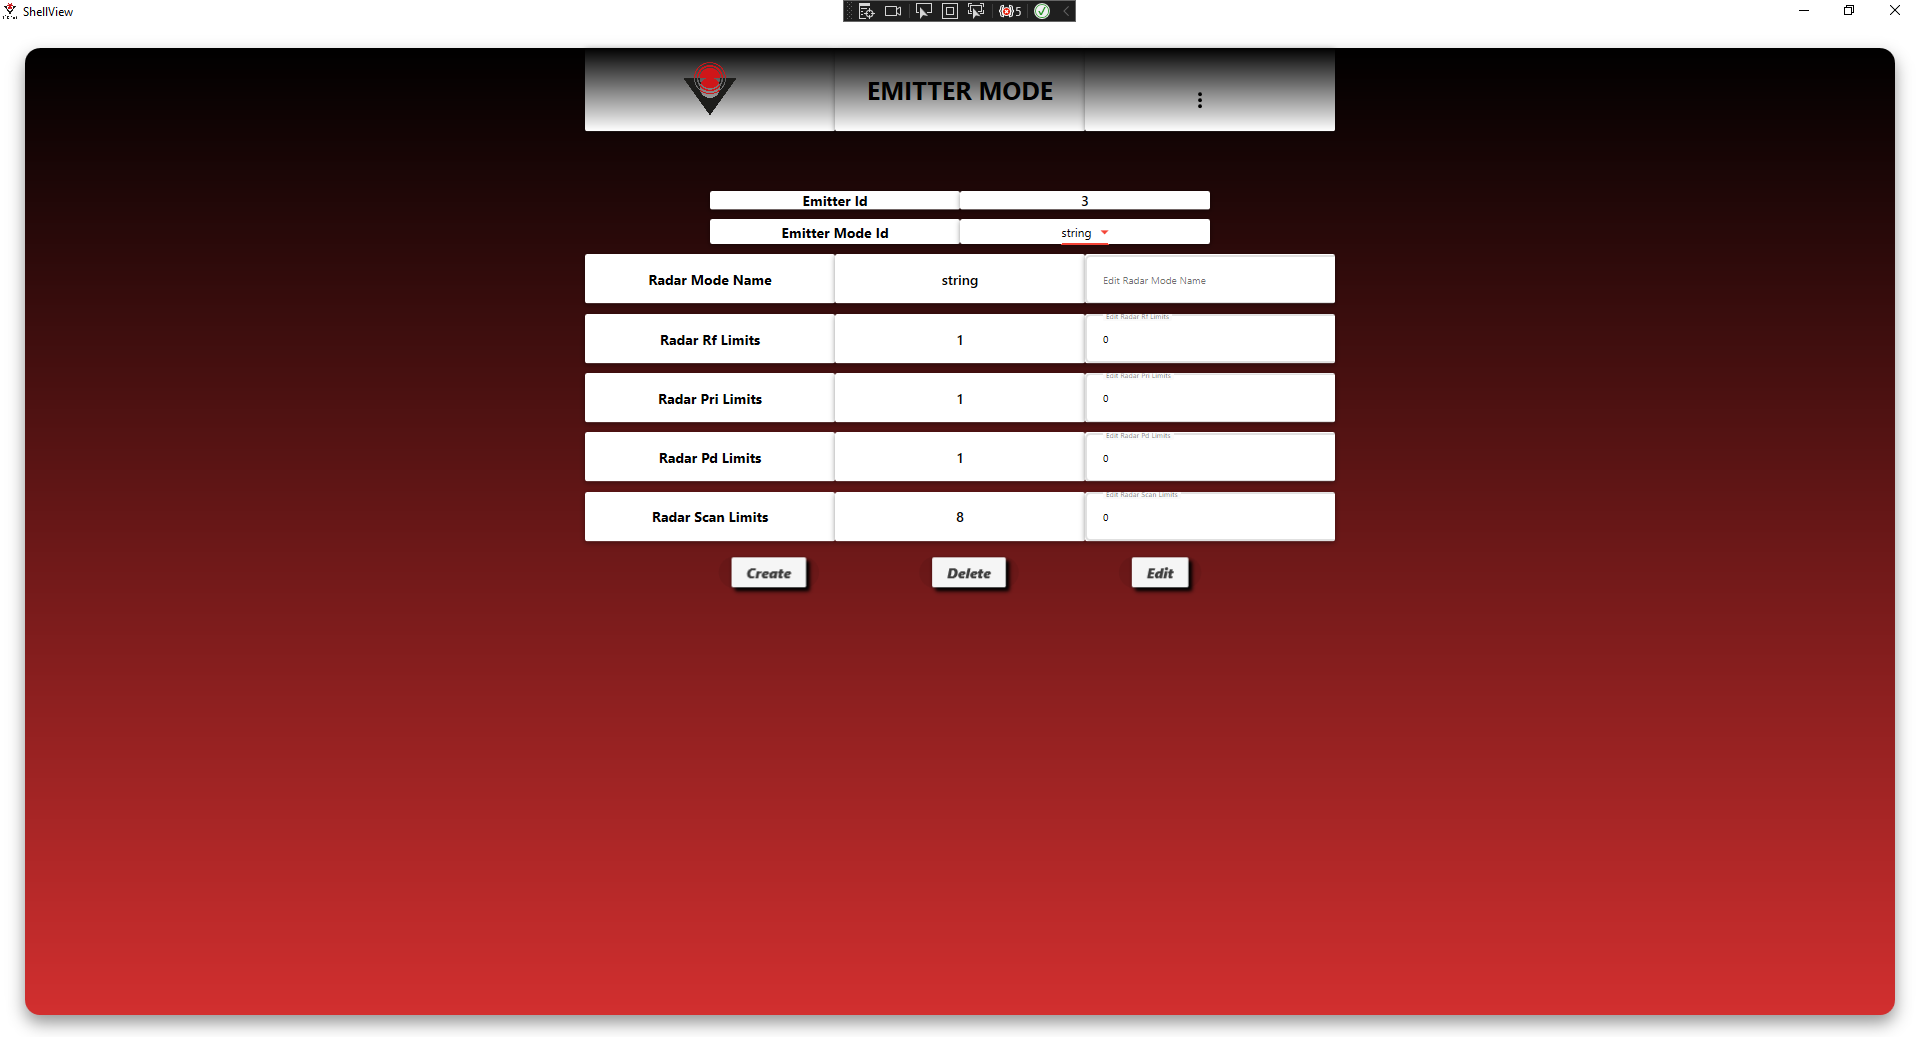 ShellView
5
EMITTER MODE
Emitter Id 3
Emitter Mode Id string
Radar Mode Name string Edit Radar Mode Name
Edit Radar Rf Limits
Radar Rf Limits 1 0
Edit Radar Pri Limits
Radar Pri Limits 1 0
Edit Radar Pd Limits
Radar Pd Limits 1 0
Edit Radar Scan Limits
Radar Scan Limits 8 0
Create Delete Edit